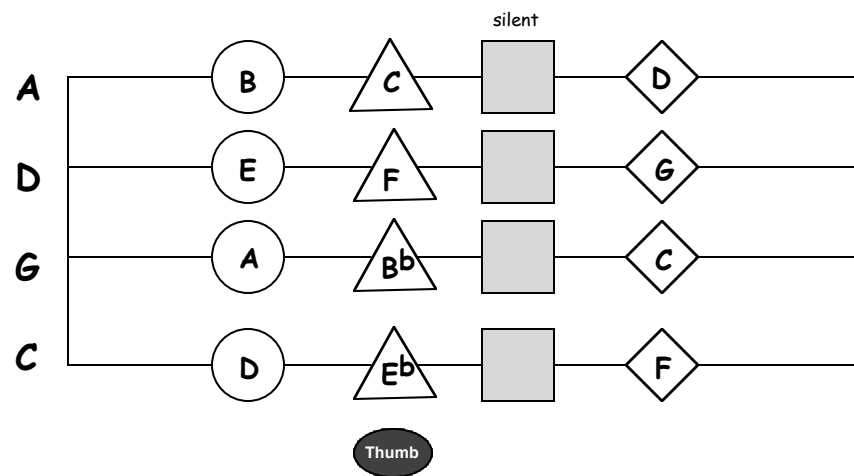 silent
A B C D
D E F G
G A Bb C
C D Eb F
Thumb